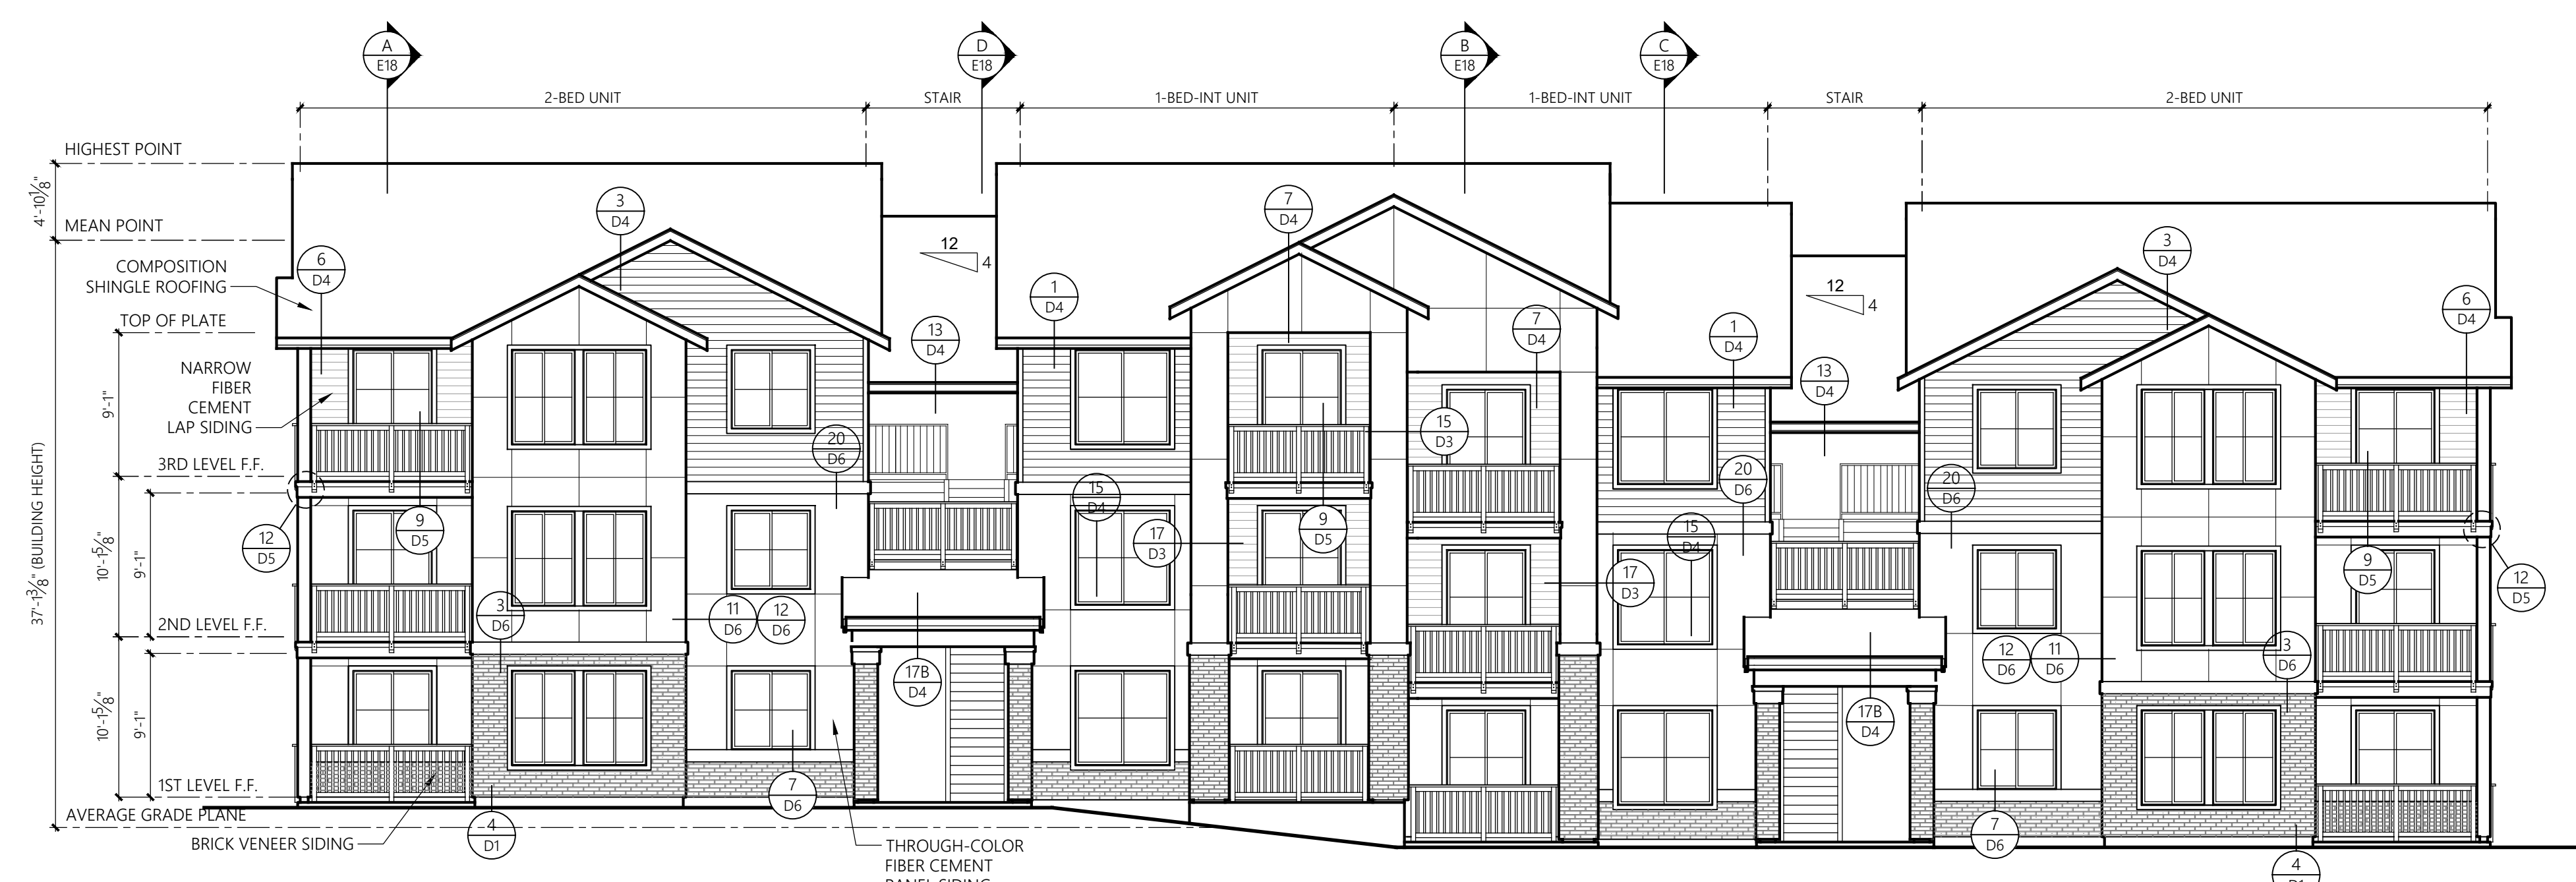 A
E18
D
E18
B
E18
C
E18
2-BED UNIT
STAIR
1-BED-INT UNIT
1-BED-INT UNIT
STAIR
2-BED UNIT
HIGHEST POINT
4'-10⅛"
MEAN POINT
COMPOSITION
SHINGLE ROOFING
TOP OF PLATE
NARROW
FIBER
CEMENT
LAP SIDING
9'-1"
3RD LEVEL F.F.
37'-1⅜" (BUILDING HEIGHT)
10'-1⅝"
9'-1"
2ND LEVEL F.F.
10'-1⅝"
9'-1"
1ST LEVEL F.F.
AVERAGE GRADE PLANE
BRICK VENEER SIDING
THROUGH-COLOR
FIBER CEMENT
6
D4
3
D4
12
4
7
D4
1
D4
13
D4
7
D4
1
D4
12
4
13
D4
3
D4
6
D4
20
D6
15
D3
15
D4
20
D6
20
D6
9
D5
12
D5
17
D3
9
D5
15
D4
17
D3
9
D5
12
D5
3
D6
11
D6
12
D6
12
D6
11
D6
3
D6
17B
D4
17B
D4
7
D6
4
D1
7
D6
4